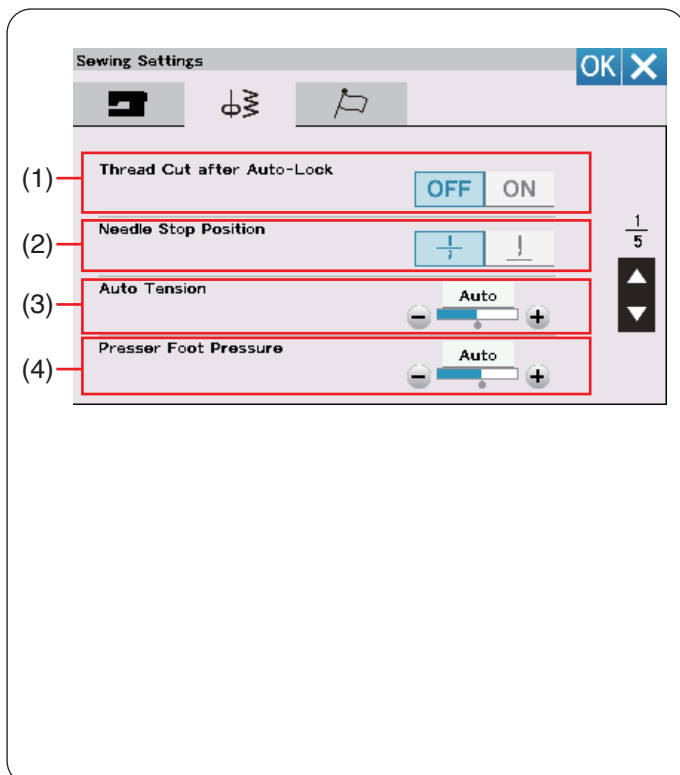 Sewing Settings
OK
(1)
Thread Cut after Auto-Lock
OFF ON
(2)
Needle Stop Position
1
5
(3)
Auto Tension
Auto
(4)
Presser Foot Pressure
Auto